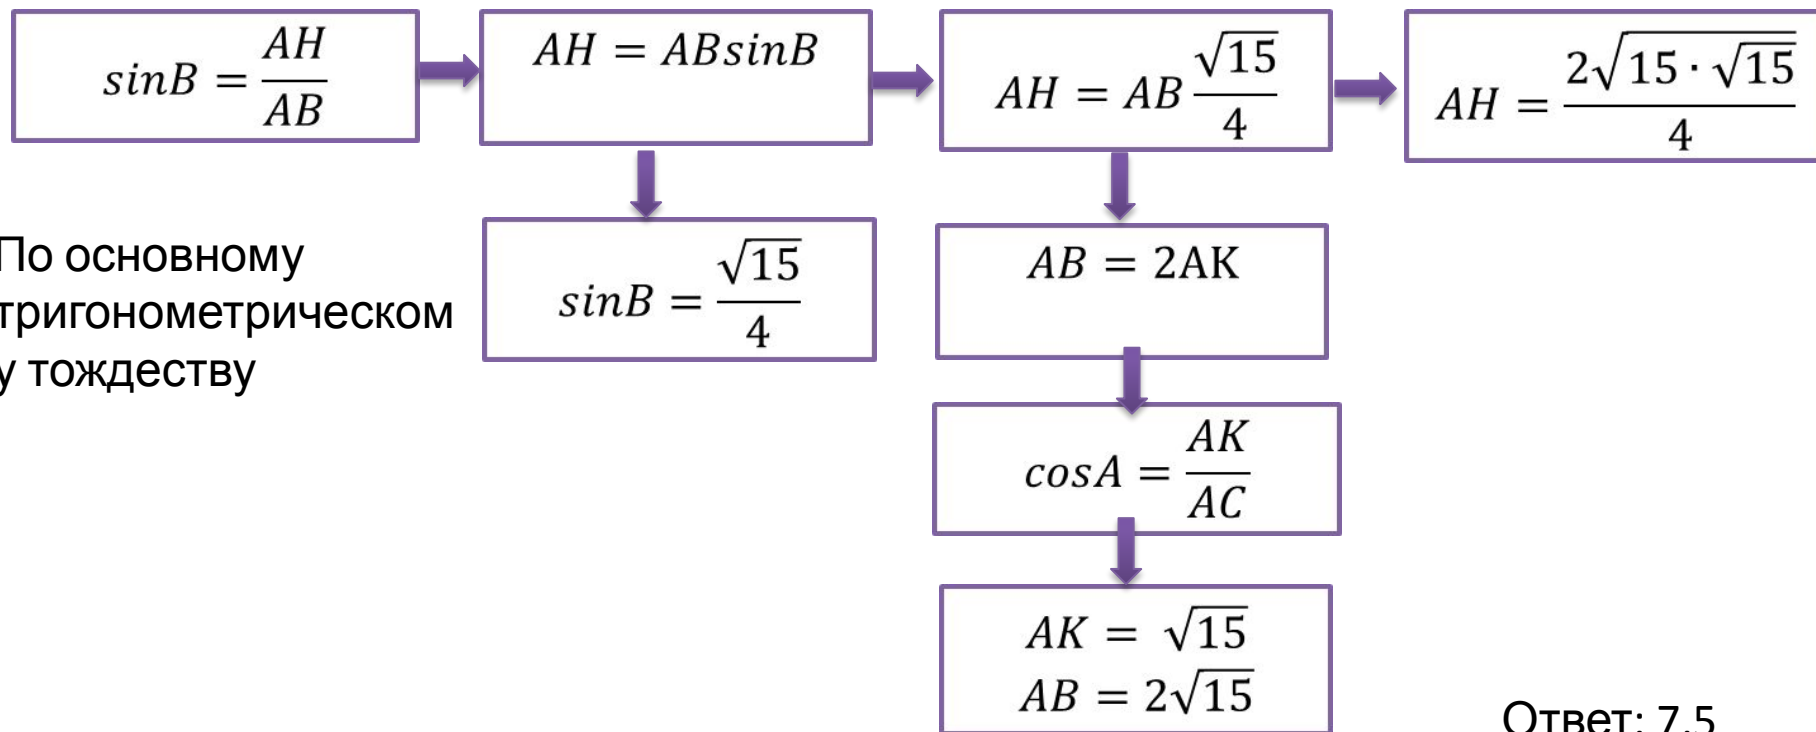 sinB = AH/AB
AH = ABsinB
AH = AB √15/4
AH = 2√(15·√15)/4
По основному
тригонометрическом
у тождеству
sinB = √15/4
AB = 2AK
cosA = AK/AC
AK = √15
AB = 2√15
Ответ: 7,5